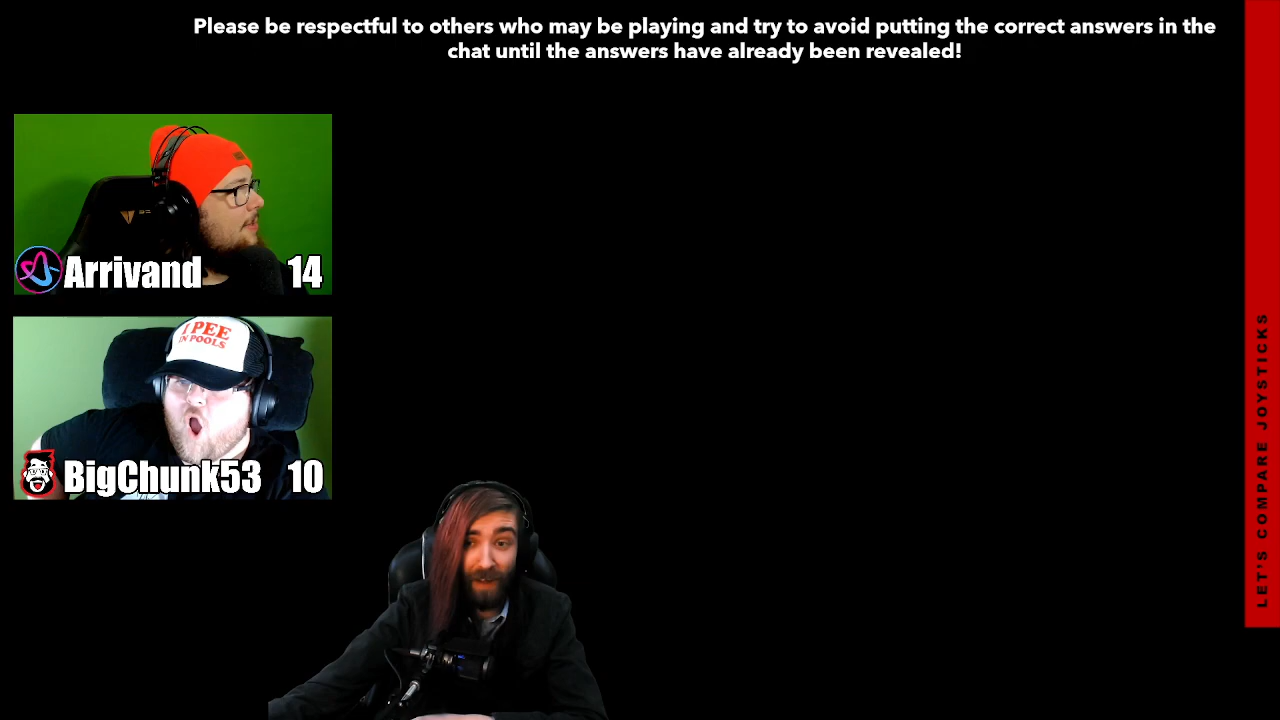 Please be respectful to others who may be playing and try to avoid putting the correct answers in the
chat until the answers have already been revealed!
Arrivand 14
I PEE
IN POOLS
BigChunk53 10
LET'S COMPARE JOYSTICKS